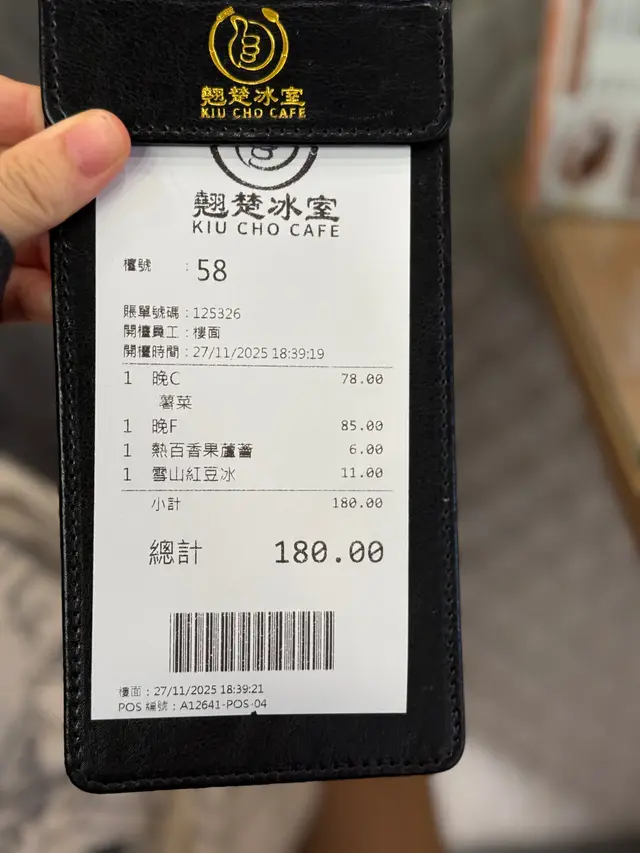 翹楚冰室
KIU CHO CAFE
翹楚冰室
KIU CHO CAFE
檯號 : 58
賬單號碼 : 125326
開檯員工 : 樓面
開檯時間 : 27/11/2025 18:39:19
1 晚C 78.00
薯菜
1 晚F 85.00
1 熱百香果蘆薈 6.00
1 雪山紅豆冰 11.00
小計 180.00
總計 180.00
樓面 : 27/11/2025 18:39:21
POS 編號 : A12641-POS-04